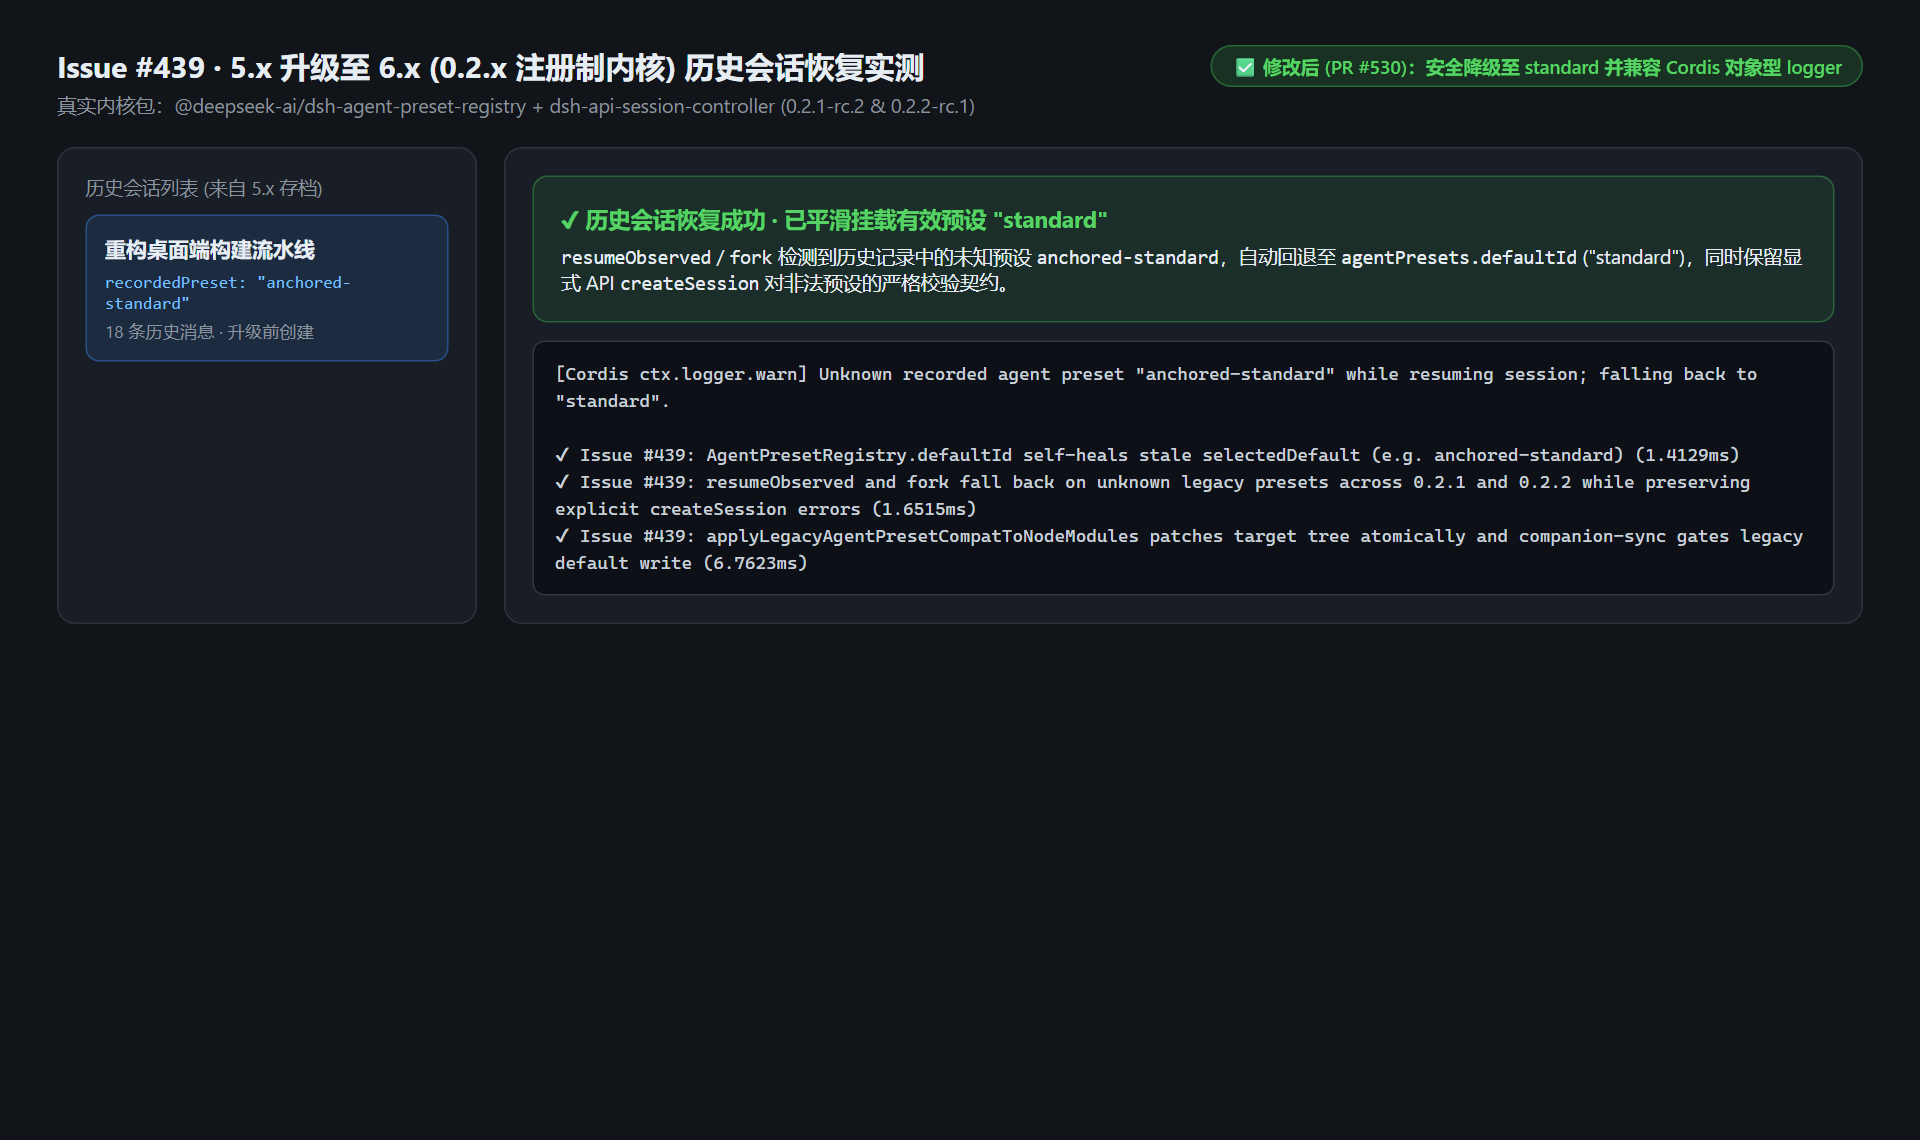 Issue #439 · 5.x 升级至 6.x (0.2.x 注册制内核) 历史会话恢复实测
✅ 修改后 (PR #530)：安全降级至 standard 并兼容 Cordis 对象型 logger
真实内核包：@deepseek-ai/dsh-agent-preset-registry + dsh-api-session-controller (0.2.1-rc.2 & 0.2.2-rc.1)
历史会话列表 (来自 5.x 存档)
重构桌面端构建流水线
recordedPreset: "anchored-
standard"
18 条历史消息 · 升级前创建
✓ 历史会话恢复成功 · 已平滑挂载有效预设 "standard"
resumeObserved / fork 检测到历史记录中的未知预设 anchored-standard，自动回退至 agentPresets.defaultId ("standard")，同时保留显
式 API createSession 对非法预设的严格校验契约。
[Cordis ctx.logger.warn] Unknown recorded agent preset "anchored-standard" while resuming session; falling back to
"standard".
✓ Issue #439: AgentPresetRegistry.defaultId self-heals stale selectedDefault (e.g. anchored-standard) (1.4129ms)
✓ Issue #439: resumeObserved and fork fall back on unknown legacy presets across 0.2.1 and 0.2.2 while preserving
explicit createSession errors (1.6515ms)
✓ Issue #439: applyLegacyAgentPresetCompatToNodeModules patches target tree atomically and companion-sync gates legacy
default write (6.7623ms)